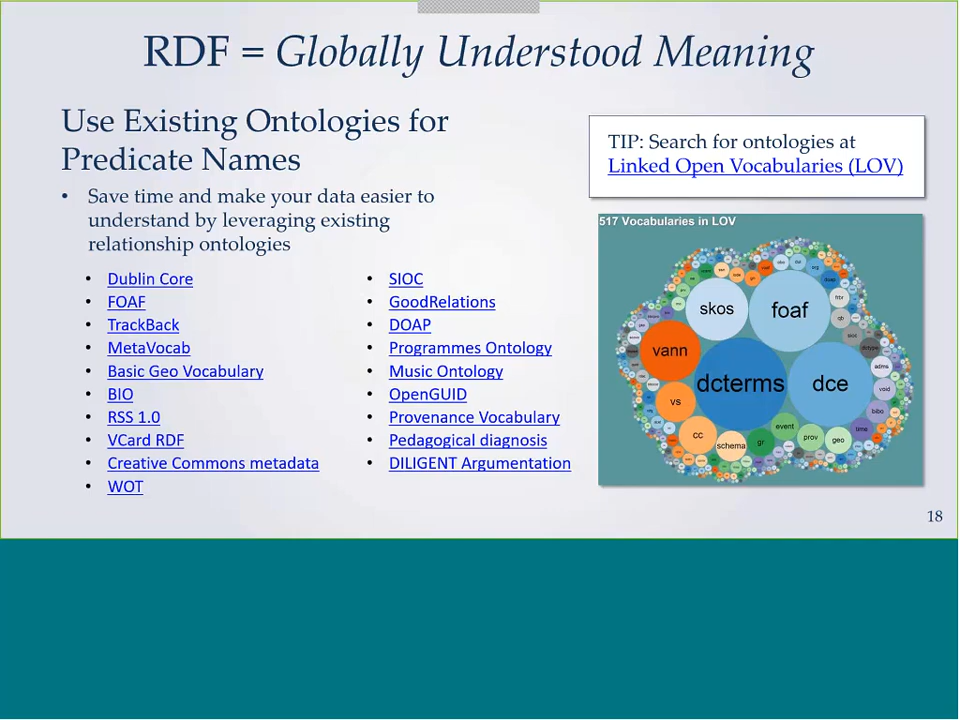 RDF = Globally Understood Meaning
Use Existing Ontologies for
Predicate Names
• Save time and make your data easier to
understand by leveraging existing
relationship ontologies
• Dublin Core
• FOAF
• TrackBack
• MetaVocab
• Basic Geo Vocabulary
• BIO
• RSS 1.0
• VCard RDF
• Creative Commons metadata
• WOT
• SIOC
• GoodRelations
• DOAP
• Programmes Ontology
• Music Ontology
• OpenGUID
• Provenance Vocabulary
• Pedagogical diagnosis
• DILIGENT Argumentation
TIP: Search for ontologies at
Linked Open Vocabularies (LOV)
517 Vocabularies in LOV
skos
foaf
vann
dcterms
dce
vs
cc
schema
gr
event
prov
geo
time
bibo
void
adms
qb
18